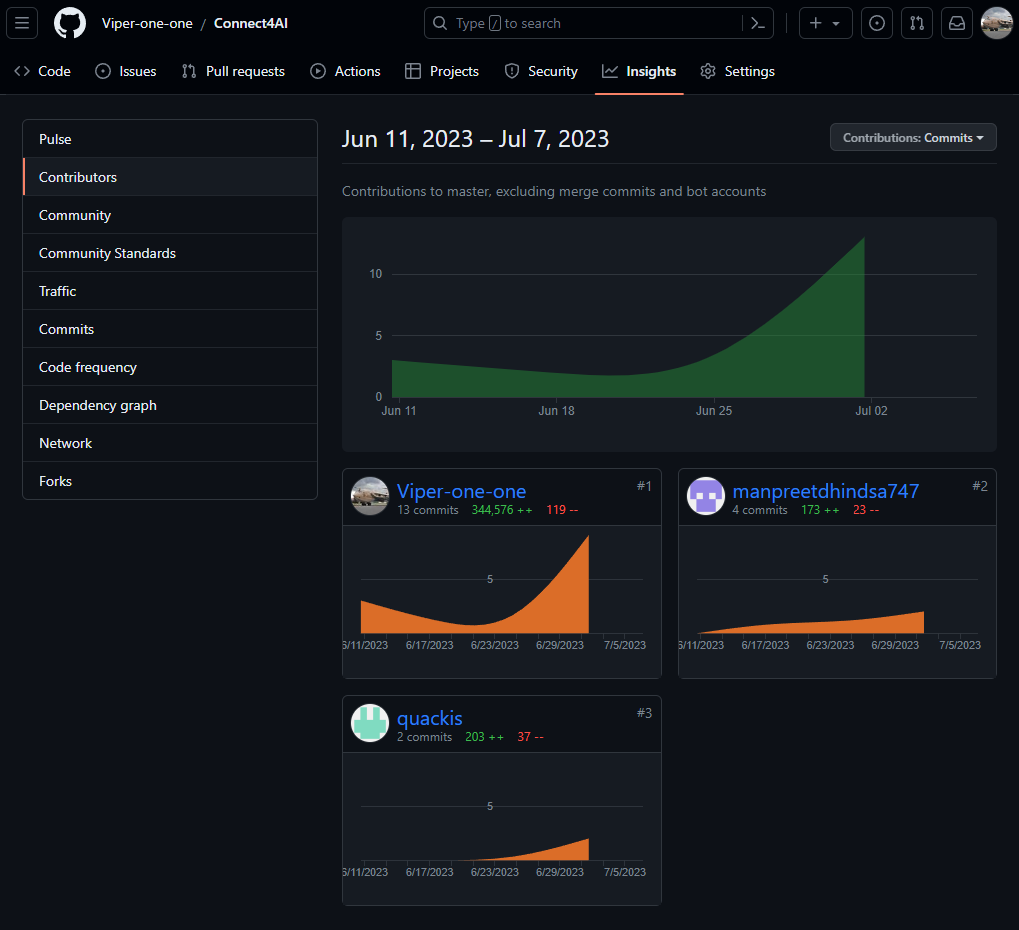 Viper-one-one / Connect4AI
Type / to search
Code Issues Pull requests Actions Projects Security Insights Settings
Pulse
Contributors
Community
Community Standards
Traffic
Commits
Code frequency
Dependency graph
Network
Forks
Jun 11, 2023 – Jul 7, 2023
Contributions: Commits
Contributions to master, excluding merge commits and bot accounts
10
5
0
Jun 11 Jun 18 Jun 25 Jul 02
Viper-one-one #1
13 commits 344,576 ++ 119 --
5
6/11/2023 6/17/2023 6/23/2023 6/29/2023 7/5/2023
manpreetdhindsa747 #2
4 commits 173 ++ 23 --
5
6/11/2023 6/17/2023 6/23/2023 6/29/2023 7/5/2023
quackis #3
2 commits 203 ++ 37 --
5
6/11/2023 6/17/2023 6/23/2023 6/29/2023 7/5/2023